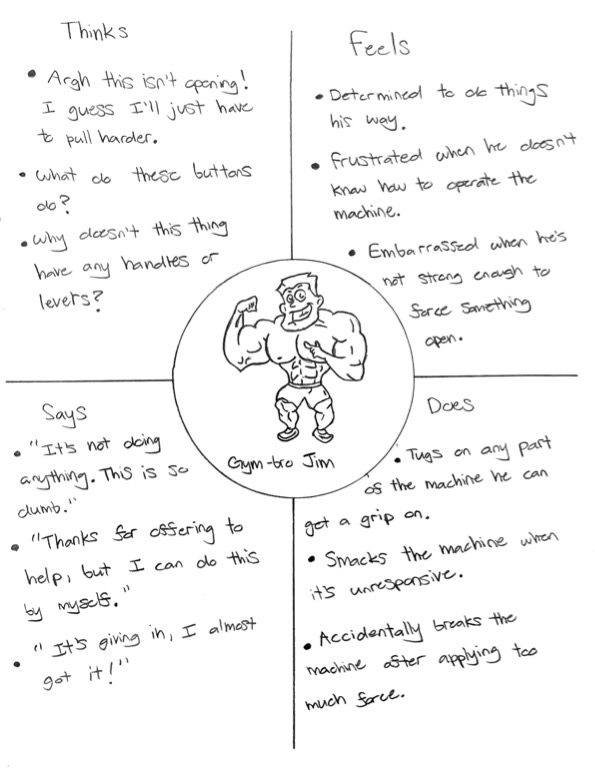 Thinks
• Argh this isn't opening!
I guess I'll just have
to pull harder.
• What do these buttons
do?
• Why doesn't this thing
have any handles or
levers?
Feels
• Determined to do things
his way.
• Frustrated when he doesn't
know how to operate the
machine.
• Embarrassed when he's
not strong enough to
force something
open.
Gym-bro Jim
Says
• "It's not doing
anything. This is so
dumb."
• "Thanks for offering to
help, but I can do this
by myself."
• "It's giving in, I almost
got it!"
Does
• Tugs on any part
of the machine he can
get a grip on.
• Smacks the machine when
it's unresponsive.
• Accidentally breaks the
machine after applying too
much force.